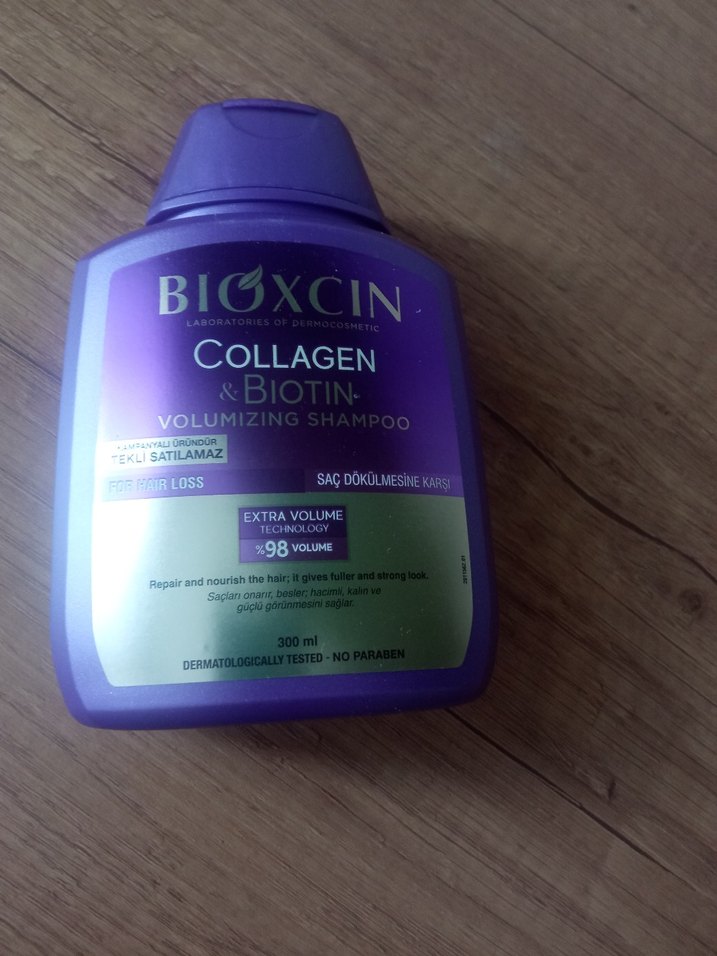 BIOXCIN
LABORATORIES OF DERMOCOSMETIC
COLLAGEN
& BIOTIN
VOLUMIZING SHAMPOO
KAMPANYALI ÜRÜNDÜR
TEKLİ SATILAMAZ
FOR HAIR LOSS
SAÇ DÖKÜLMESİNE KARŞI
EXTRA VOLUME
TECHNOLOGY
%98 VOLUME
Repair and nourish the hair; it gives fuller and strong look.
Saçları onarır, besler; hacimli, kalın ve
güçlü görünmesini sağlar.
300 ml
DERMATOLOGICALLY TESTED - NO PARABEN